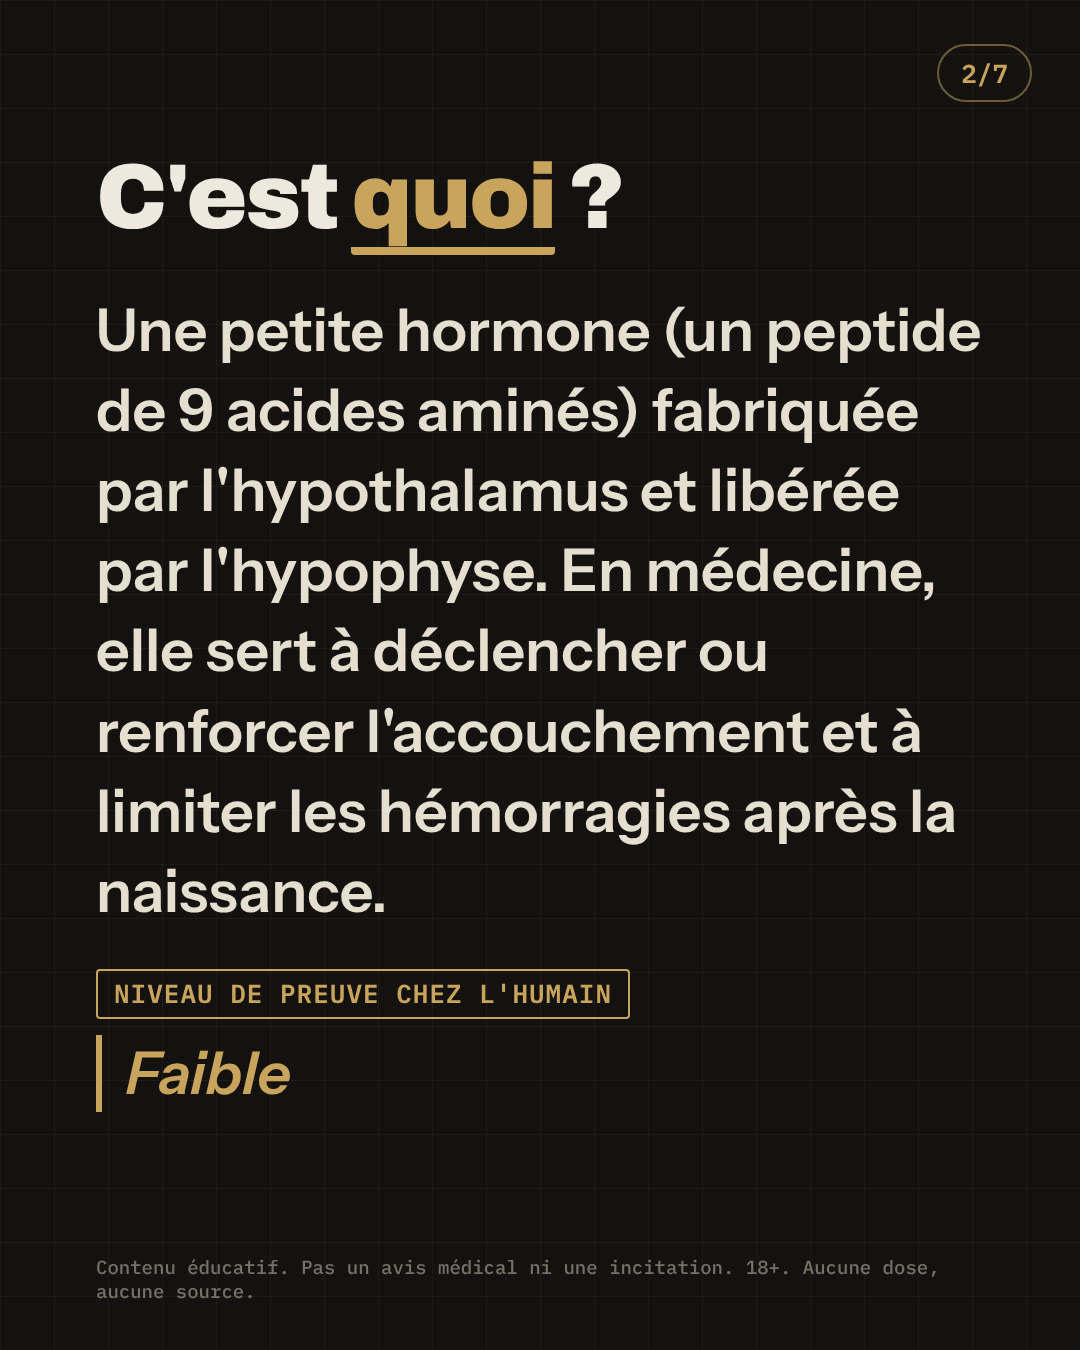 2/7
C'est quoi ?
Une petite hormone (un peptide
de 9 acides aminés) fabriquée
par l'hypothalamus et libérée
par l'hypophyse. En médecine,
elle sert à déclencher ou
renforcer l'accouchement et à
limiter les hémorragies après la
naissance.
NIVEAU DE PREUVE CHEZ L'HUMAIN
Faible
Contenu éducatif. Pas un avis médical ni une incitation. 18+. Aucune dose,
aucune source.